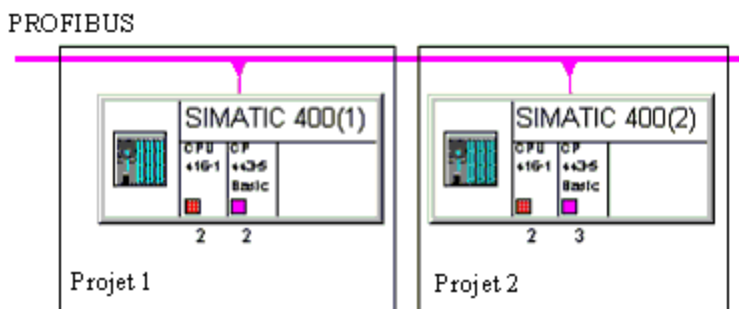 PROFIBUS
SIMATIC 400(1)
CPU
416-1
CP
443-5
Basic
2
2
Projet 1
SIMATIC 400(2)
CPU
416-1
CP
443-5
Basic
2
3
Projet 2